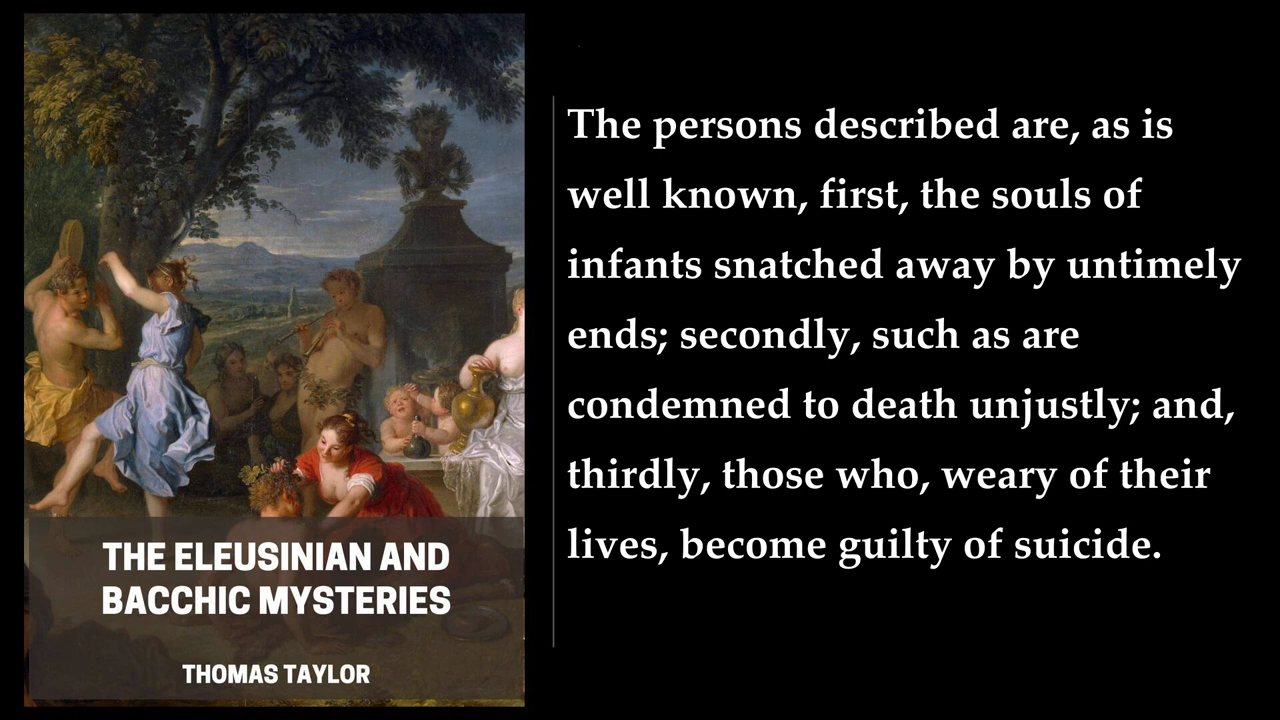 THE ELEUSINIAN AND
BACCHIC MYSTERIES
THOMAS TAYLOR
The persons described are, as is
well known, first, the souls of
infants snatched away by untimely
ends; secondly, such as are
condemned to death unjustly; and,
thirdly, those who, weary of their
lives, become guilty of suicide.